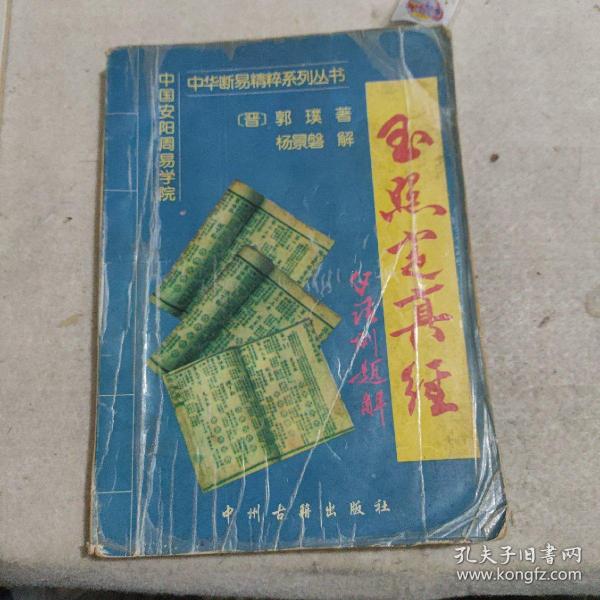 中国安阳周易学院
中华断易精粹系列丛书
〔晋〕郭璞 著
杨景磐 解
玉照定真经
白话例题解
中州古籍出版社
孔夫子旧书网
www.kongfz.com